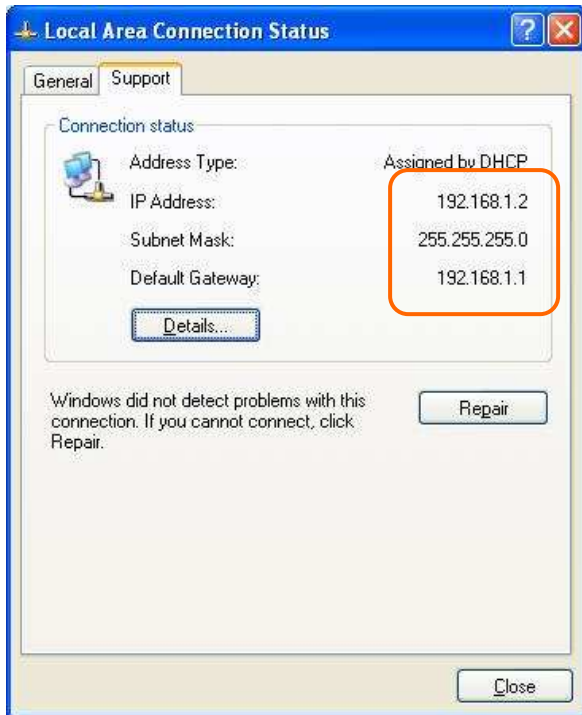 Local Area Connection Status
General
Support
Connection status
Address Type: Assigned by DHCP
IP Address: 192.168.1.2
Subnet Mask: 255.255.255.0
Default Gateway: 192.168.1.1
Details...
Windows did not detect problems with this
connection. If you cannot connect, click
Repair.
Repair
Close